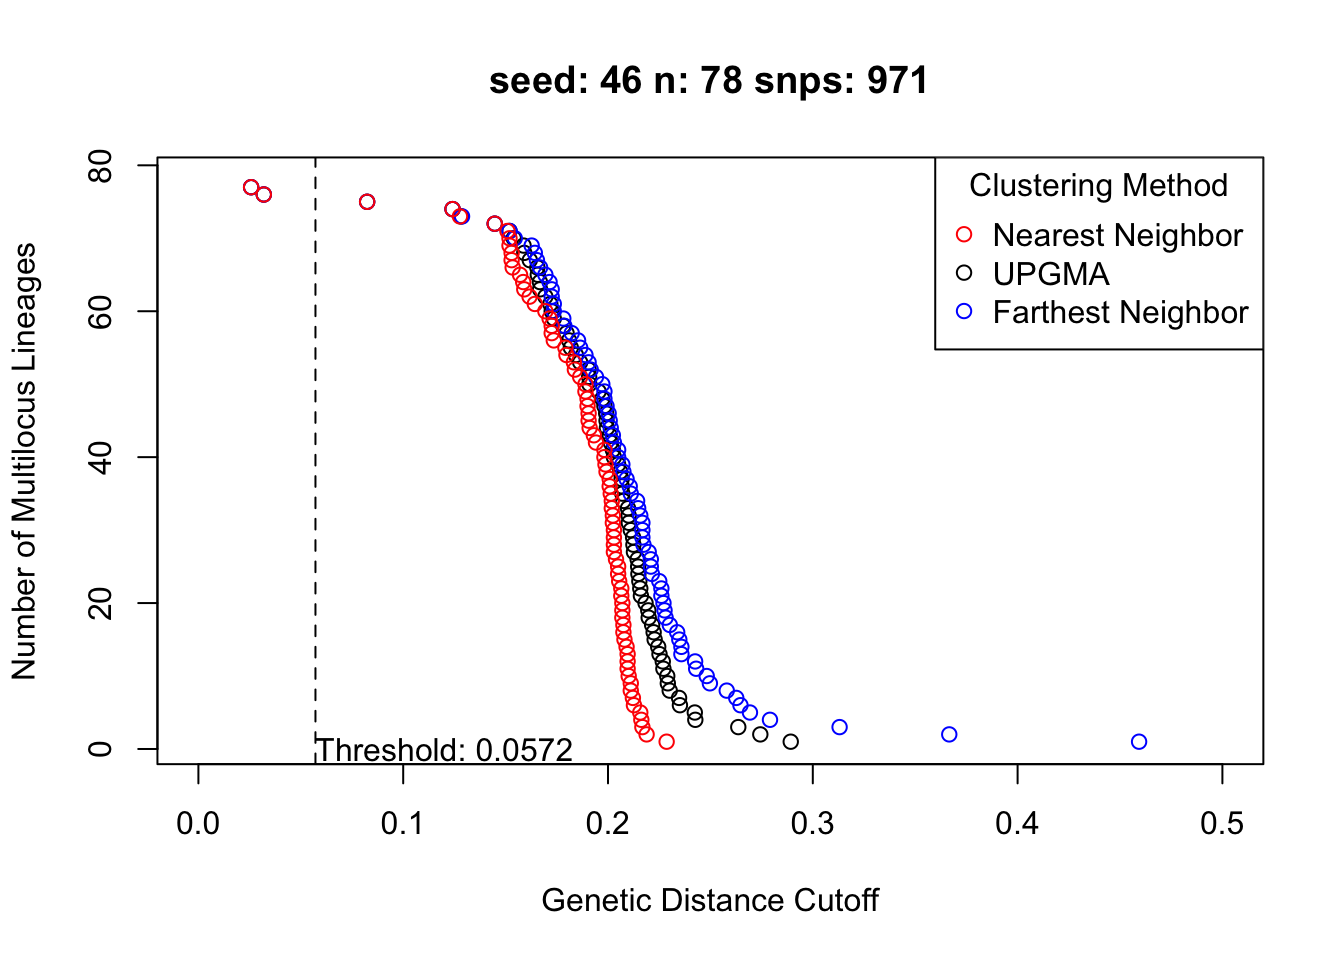 seed: 46 n: 78 snps: 971
Number of Multilocus Lineages
80
60
40
20
0
Clustering Method
Nearest Neighbor
UPGMA
Farthest Neighbor
Threshold: 0.0572
0.0 0.1 0.2 0.3 0.4 0.5
Genetic Distance Cutoff